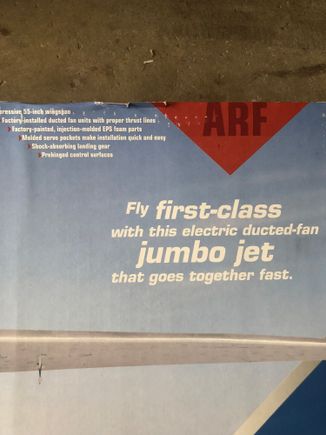 55-inch wingspan
Factory-installed ducted fan units with proper thrust lines
Factory-painted, injection-molded EPS foam parts
Molded servo pockets make installation quick and easy
Shock-absorbing landing gear
Prehinged control surfaces
ARF
Fly first-class
with this electric ducted-fan
jumbo jet
that goes together fast.